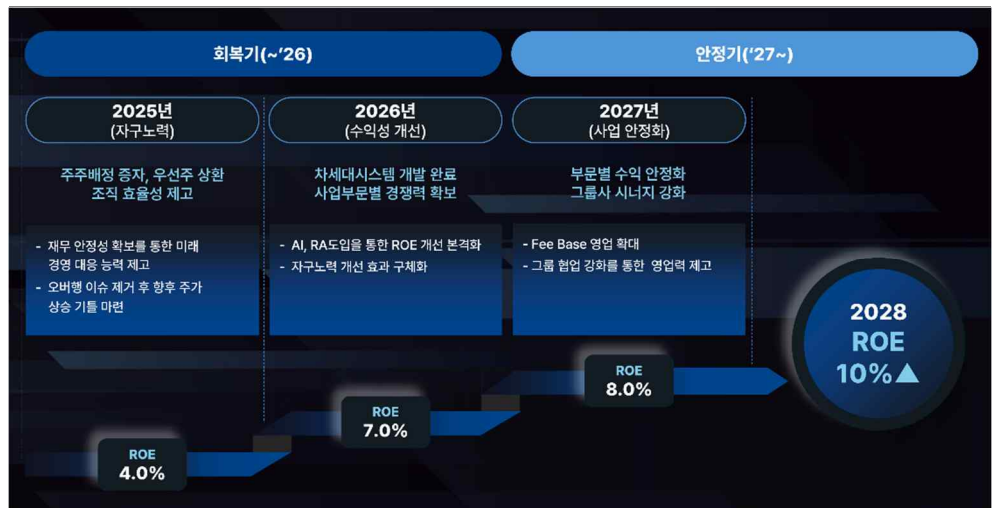 회복기(~'26)
안정기('27~)
2025년
(자구노력)
주주배정 증자, 우선주 상환
조직 효율성 제고
- 재무 안정성 확보를 통한 미래
경영 대응 능력 제고
- 오버행 이슈 제거 후 향후 주가
상승 기틀 마련
2026년
(수익성 개선)
차세대시스템 개발 완료
사업부문별 경쟁력 확보
- AI, RA도입을 통한 ROE 개선 본격화
- 자구노력 개선 효과 구체화
2027년
(사업 안정화)
부문별 수익 안정화
그룹사 시너지 강화
- Fee Base 영업 확대
- 그룹 협업 강화를 통한 영업력 제고
ROE
4.0%
ROE
7.0%
ROE
8.0%
2028
ROE
10%▲